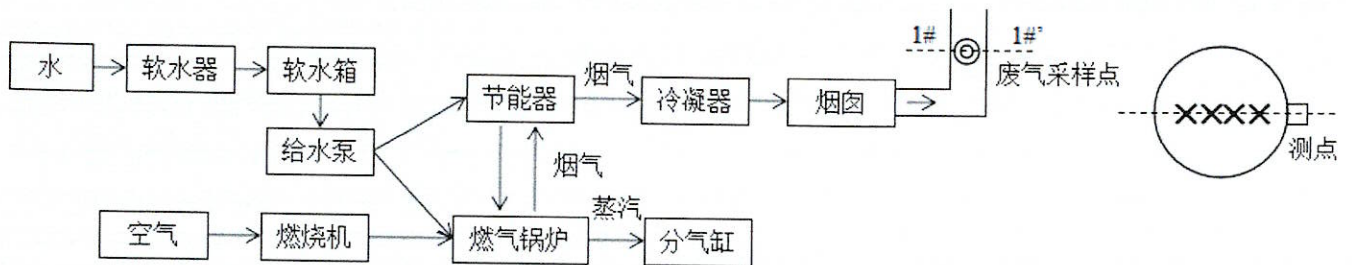 水
软水器
软水箱
给水泵
节能器
烟气
冷凝器
烟囱
1#
1#'
废气采样点
测点
烟气
空气
燃烧机
燃气锅炉
蒸汽
分气缸